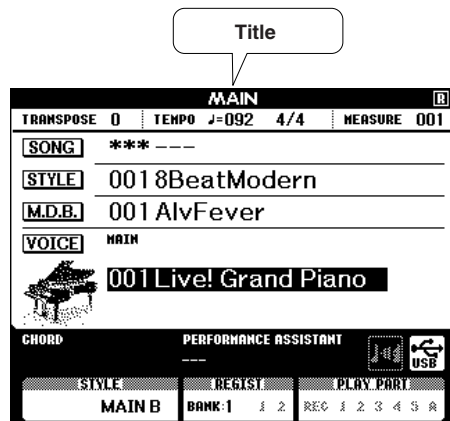 Title
MAIN R
TRANSPOSE 0 TEMPO ♩=092 4/4 MEASURE 001
SONG *** ---
STYLE 001 8BeatModern
M.D.B. 001 AlvFever
VOICE MAIN
001 Live! Grand Piano
CHORD PERFORMANCE ASSISTANT
---
USB
STYLE REGIST PLAY PART
MAIN B BANK:1 1 2 REC 1 2 3 4 5 A